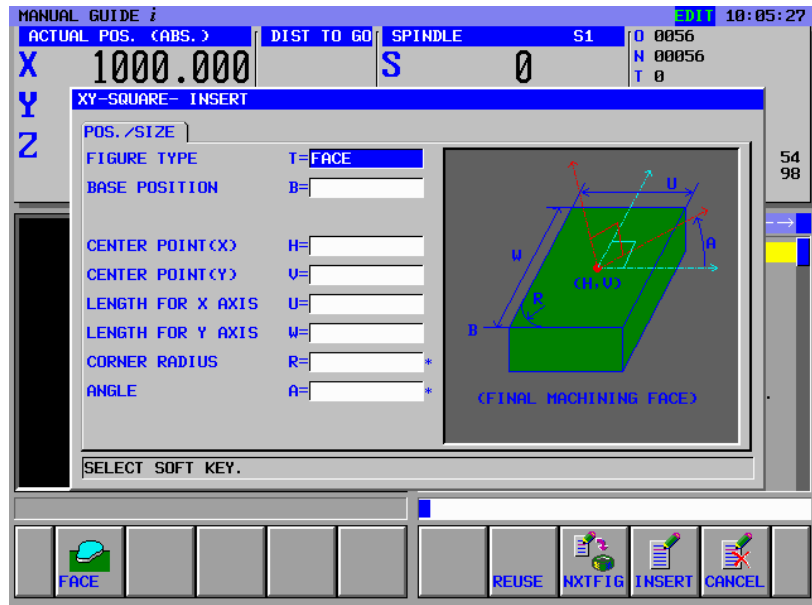 MANUAL GUIDE i EDIT 10:05:27
ACTUAL POS. (ABS.) DIST TO GO SPINDLE S1 O 0056
X 1000.000 S 0 N 00056
T 0
Y
XY-SQUARE- INSERT
POS./SIZE
Z
FIGURE TYPE T=FACE
54
BASE POSITION B=
98
CENTER POINT(X) H=
CENTER POINT(Y) V=
LENGTH FOR X AXIS U=
LENGTH FOR Y AXIS W=
CORNER RADIUS R= *
ANGLE A= *
U
A
W
(H,V)
R
B
(FINAL MACHINING FACE)
SELECT SOFT KEY.
FACE REUSE NXTFIG INSERT CANCEL